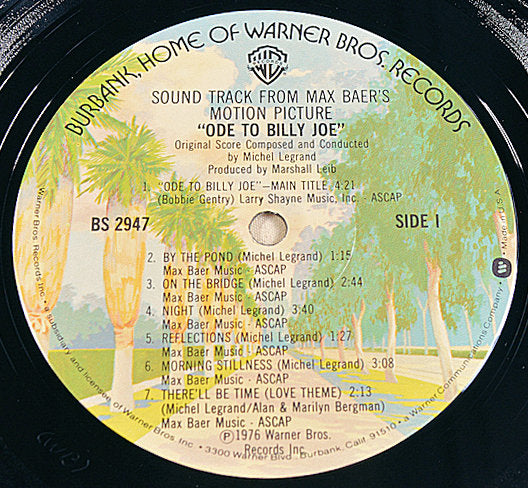 BURBANK, HOME OF WARNER BROS. RECORDS
SOUND TRACK FROM MAX BAER'S
MOTION PICTURE
"ODE TO BILLY JOE"
Original Score Composed and Conducted
by Michel Legrand
Produced by Marshall Leib
1. "ODE TO BILLY JOE"—MAIN TITLE 4:21
(Bobbie Gentry) Larry Shayne Music, Inc. · ASCAP
BS 2947
SIDE 1
2. BY THE POND (Michel Legrand) 1:15
Max Baer Music · ASCAP
3. ON THE BRIDGE (Michel Legrand) 2:44
Max Baer Music · ASCAP
4. NIGHT (Michel Legrand) 3:40
Max Baer Music · ASCAP
5. REFLECTIONS (Michel Legrand) 1:27
Max Baer Music · ASCAP
6. MORNING STILLNESS (Michel Legrand) 3:08
Max Baer Music · ASCAP
7. THERE'LL BE TIME (LOVE THEME) 2:13
(Michel Legrand/Alan & Marilyn Bergman)
Max Baer Music · ASCAP
Ⓟ1976 Warner Bros.
Records Inc.
Warner Bros. Records Inc. · a subsidiary and licensee of Warner Bros. Inc. · 3300 Warner Blvd., Burbank, Calif. 91510 · a Warner Communications Company · Made in U.S.A.